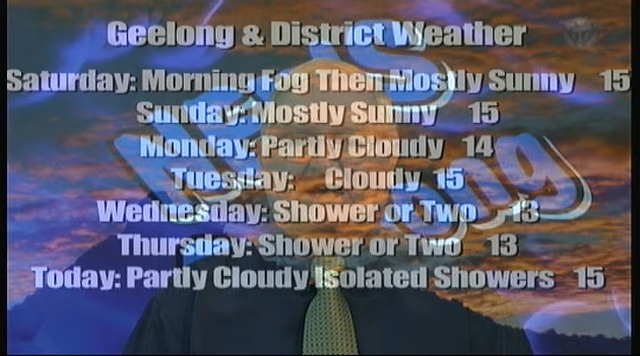 Geelong & District Weather
Saturday: Morning Fog Then Mostly Sunny 15
Sunday: Mostly Sunny 15
Monday: Partly Cloudy 14
Tuesday: Cloudy 15
Wednesday: Shower or Two 13
Thursday: Shower or Two 13
Today: Partly Cloudy Isolated Showers 15